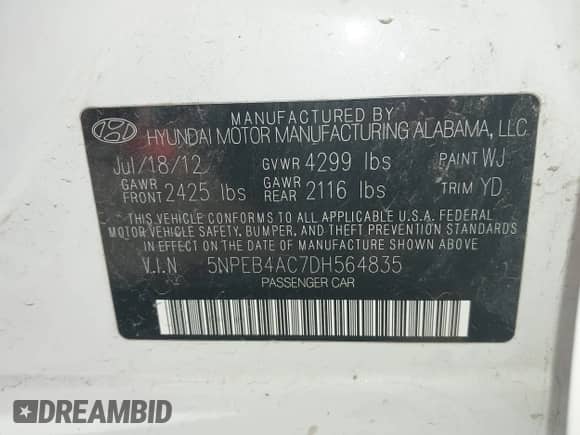 MANUFACTURED BY
HYUNDAI MOTOR MANUFACTURING ALABAMA, LLC
Jul/18/12 GVWR 4299 lbs PAINT WJ
GAWR FRONT 2425 lbs GAWR REAR 2116 lbs TRIM YD
THIS VEHICLE CONFORMS TO ALL APPLICABLE U.S.A. FEDERAL
MOTOR VEHICLE SAFETY, BUMPER, AND THEFT PREVENTION
STANDARDS IN EFFECT ON THE DATE OF MANUFACTURE SHOWN ABOVE.
V.I.N 5NPEB4AC7DH564835
PASSENGER CAR
DREAMBID